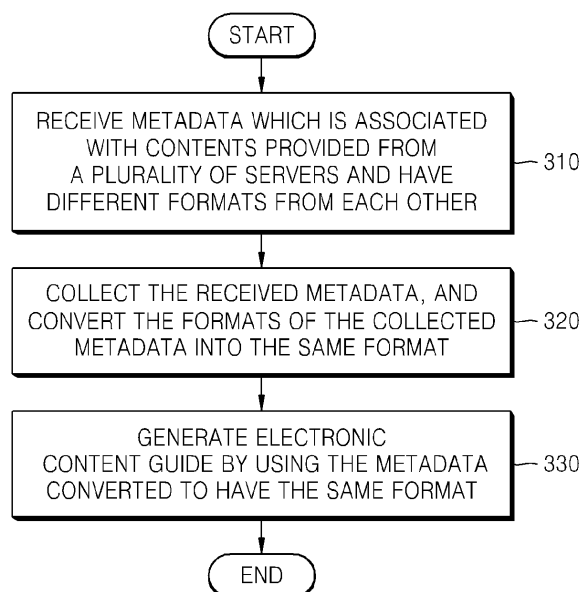 START
RECEIVE METADATA WHICH IS ASSOCIATED
WITH CONTENTS PROVIDED FROM
A PLURALITY OF SERVERS AND HAVE
DIFFERENT FORMATS FROM EACH OTHER
310
COLLECT THE RECEIVED METADATA, AND
CONVERT THE FORMATS OF THE COLLECTED
METADATA INTO THE SAME FORMAT
320
GENERATE ELECTRONIC
CONTENT GUIDE BY USING THE METADATA
CONVERTED TO HAVE THE SAME FORMAT
330
END